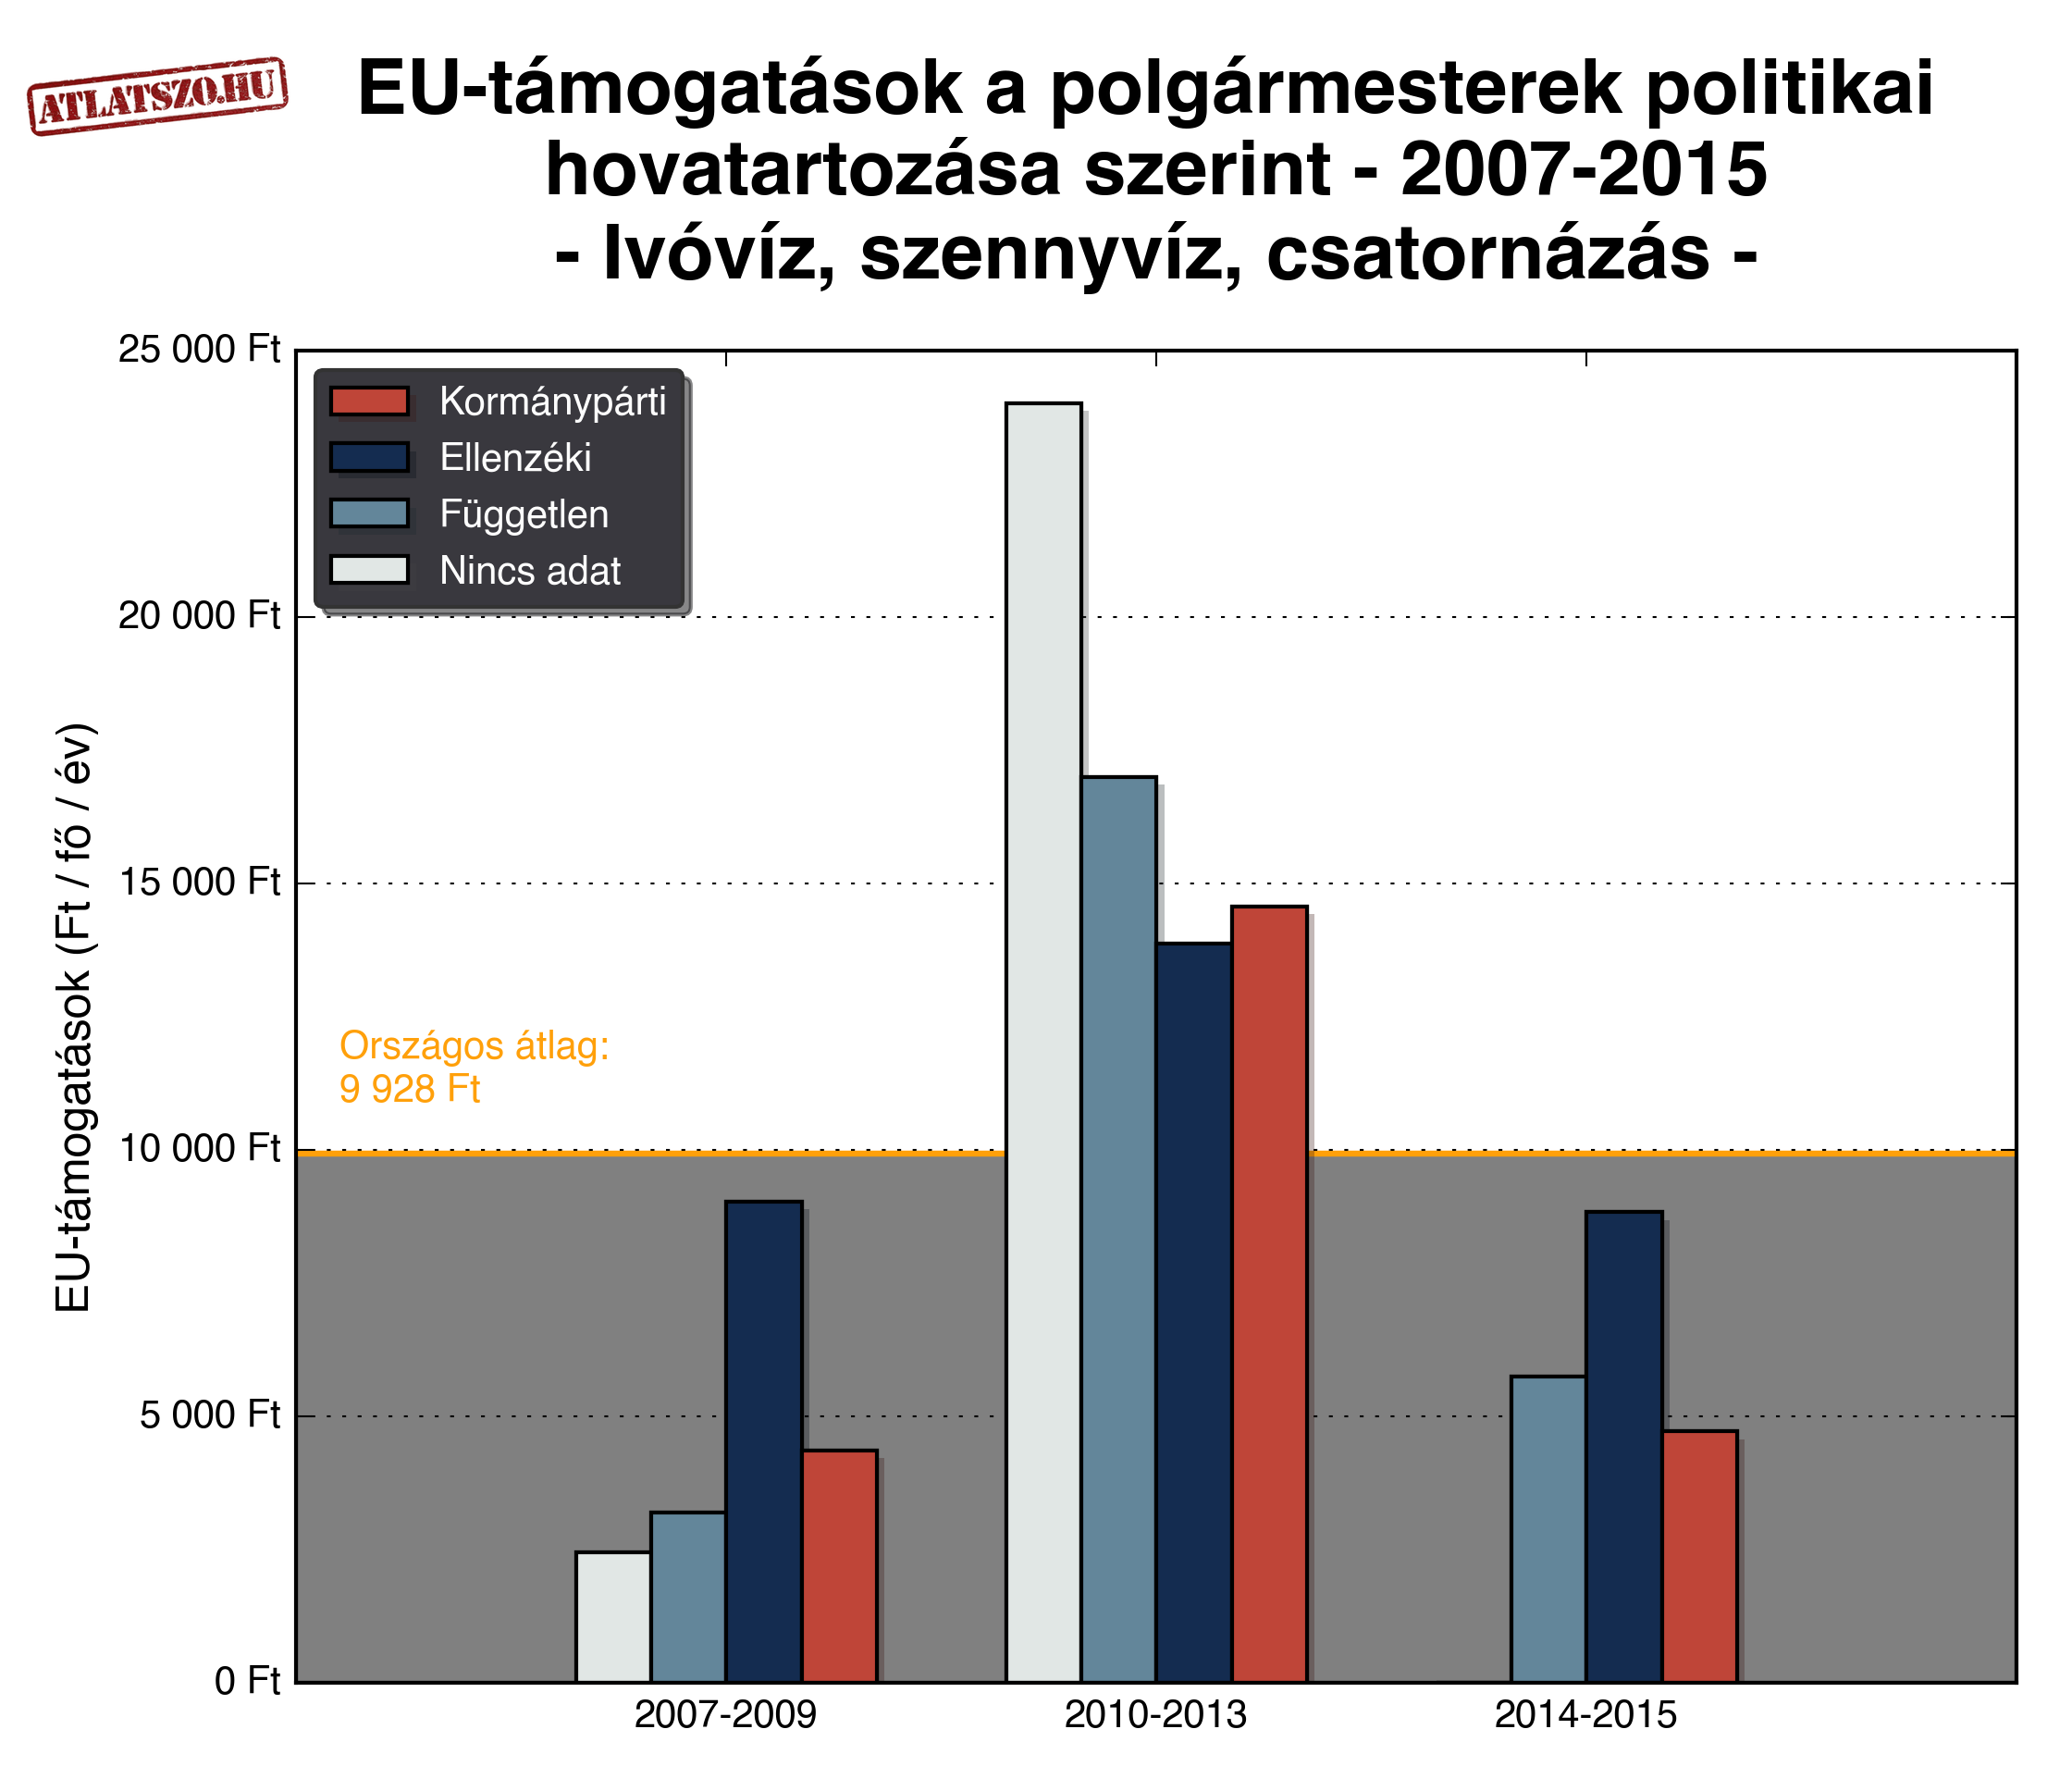 ATLATSZO.HU
EU-támogatások a polgármesterek politikai
hovatartozása szerint - 2007-2015
- Ivóvíz, szennyvíz, csatornázás -
25 000 Ft
20 000 Ft
15 000 Ft
10 000 Ft
5 000 Ft
0 Ft
EU-támogatások (Ft / fő / év)
Kormánypárti
Ellenzéki
Független
Nincs adat
Országos átlag:
9 928 Ft
2007-2009
2010-2013
2014-2015